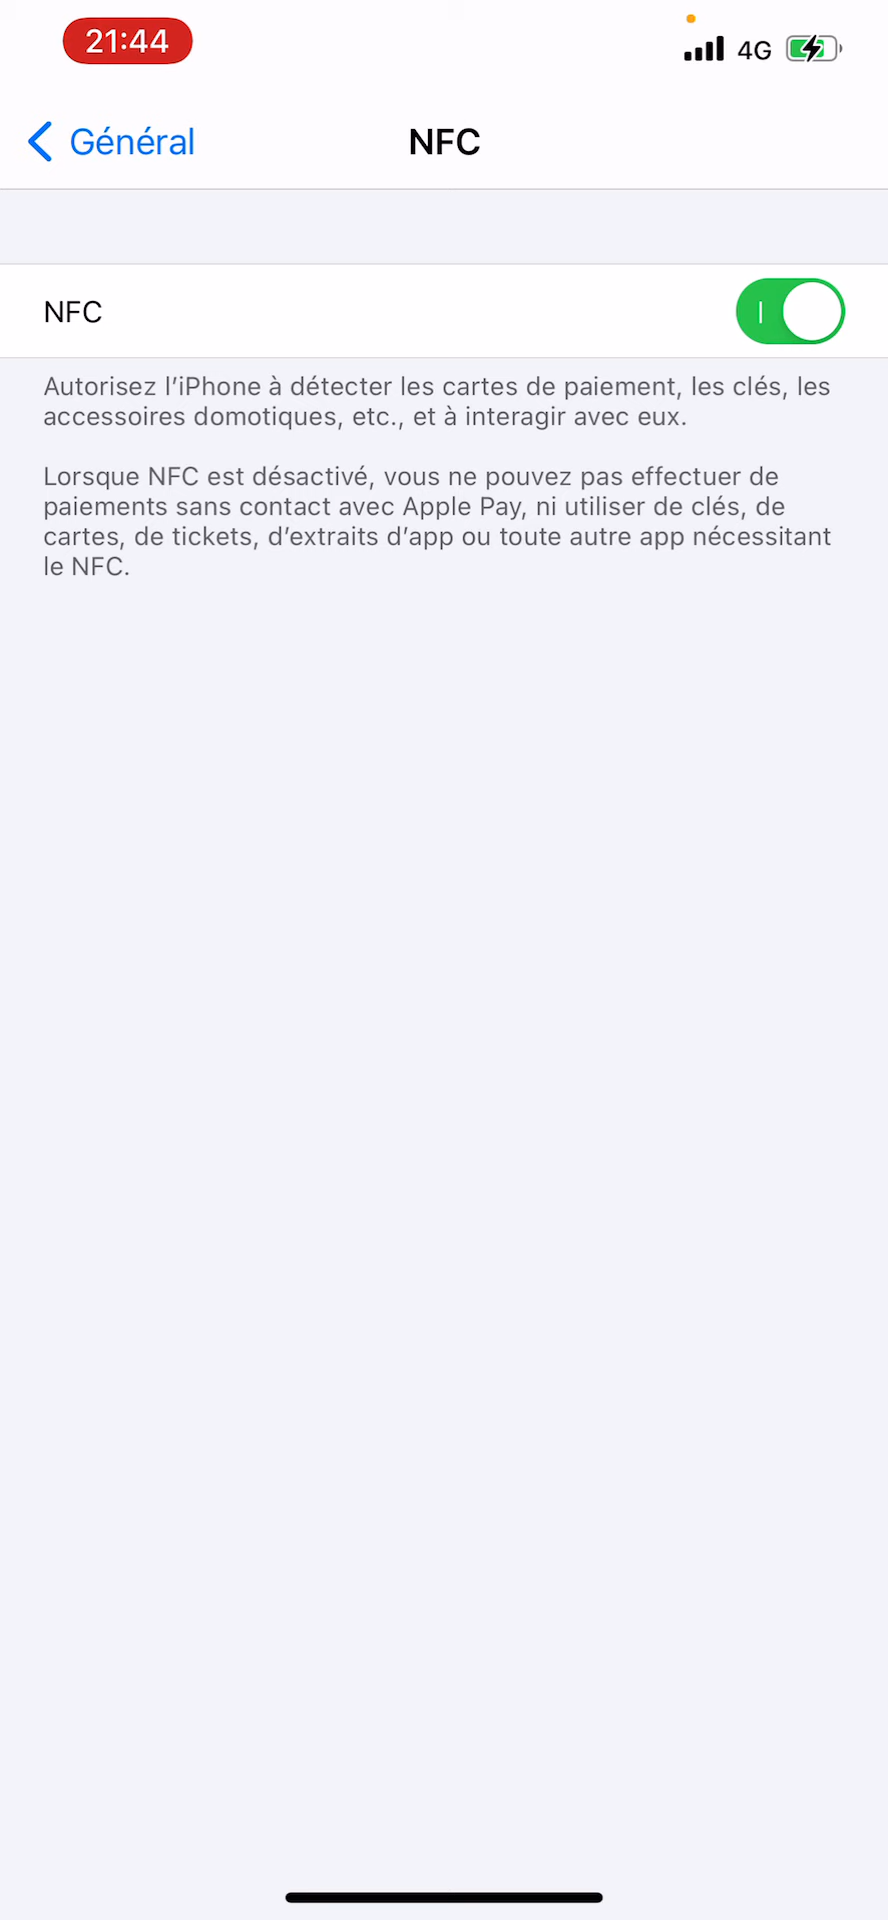 21:44
4G
Général
NFC
NFC
Autorisez l’iPhone à détecter les cartes de paiement, les clés, les
accessoires domotiques, etc., et à interagir avec eux.
Lorsque NFC est désactivé, vous ne pouvez pas effectuer de
paiements sans contact avec Apple Pay, ni utiliser de clés, de
cartes, de tickets, d’extraits d’app ou toute autre app nécessitant
le NFC.